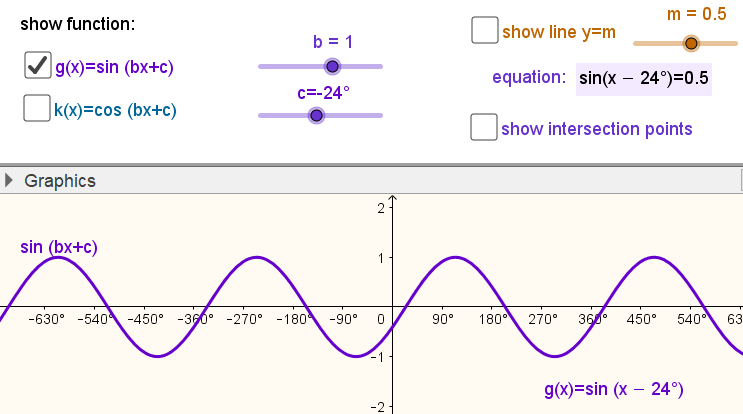 show function:
g(x)=sin (bx+c)
k(x)=cos (bx+c)
b = 1
c=-24°
m = 0.5
show line y=m
equation: sin(x − 24°)=0.5
show intersection points
Graphics
sin (bx+c)
2
1
-630° -540° -450° -360° -270° -180° -90° 0 90° 180° 270° 360° 450° 540° 63
-1
-2
g(x)=sin (x − 24°)